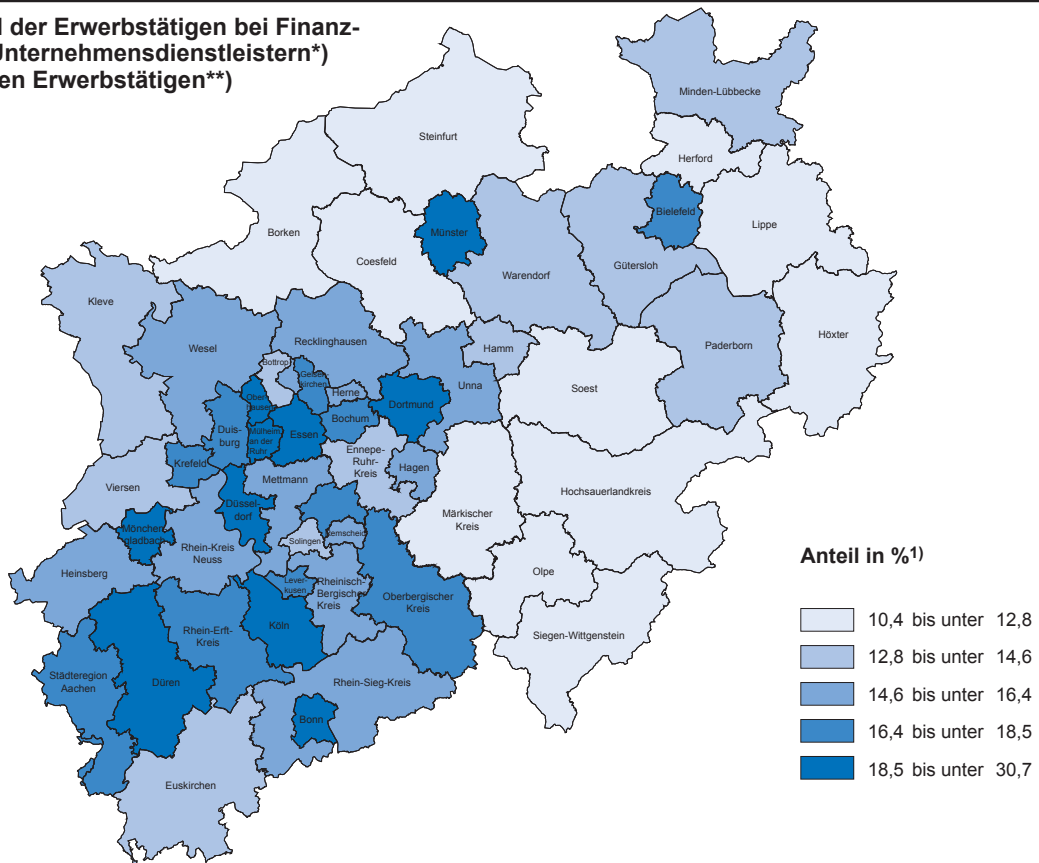 der Erwerbstätigen bei Finanz-
Unternehmensdienstleistern*)
en Erwerbstätigen**)
Minden-Lübbecke
Steinfurt
Herford
Bielefeld
Lippe
Borken
Münster
Coesfeld
Gütersloh
Warendorf
Kleve
Höxter
Paderborn
Wesel
Recklinghausen
Hamm
Bottrop
Gelsen-
kirchen
Unna
Soest
Herne
Ober-
hausen
Dortmund
Bochum
Essen
Duis-
burg
Mülheim
an der
Ruhr
Ennepe-
Ruhr-
Kreis
Krefeld
Hagen
Mettmann
Viersen
Hochsauerlandkreis
Düssel-
dorf
Märkischer
Kreis
Mönchen-
gladbach
Remscheid
Solingen
Rhein-Kreis
Neuss
Heinsberg
Olpe
Lever-
kusen
Rheinisch-
Bergischer
Kreis
Oberbergischer
Kreis
Köln
Rhein-Erft-
Kreis
Siegen-Wittgenstein
Städteregion
Aachen
Düren
Rhein-Sieg-Kreis
Bonn
Euskirchen
Anteil in %1)
10,4 bis unter 12,8
12,8 bis unter 14,6
14,6 bis unter 16,4
16,4 bis unter 18,5
18,5 bis unter 30,7